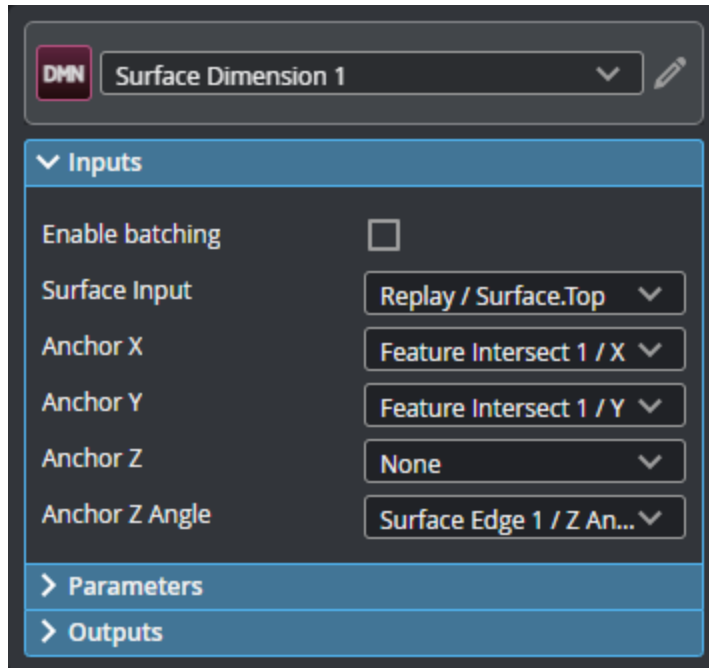 DMN Surface Dimension 1
Inputs
Enable batching
Surface Input Replay / Surface.Top
Anchor X Feature Intersect 1 / X
Anchor Y Feature Intersect 1 / Y
Anchor Z None
Anchor Z Angle Surface Edge 1 / Z An...
Parameters
Outputs